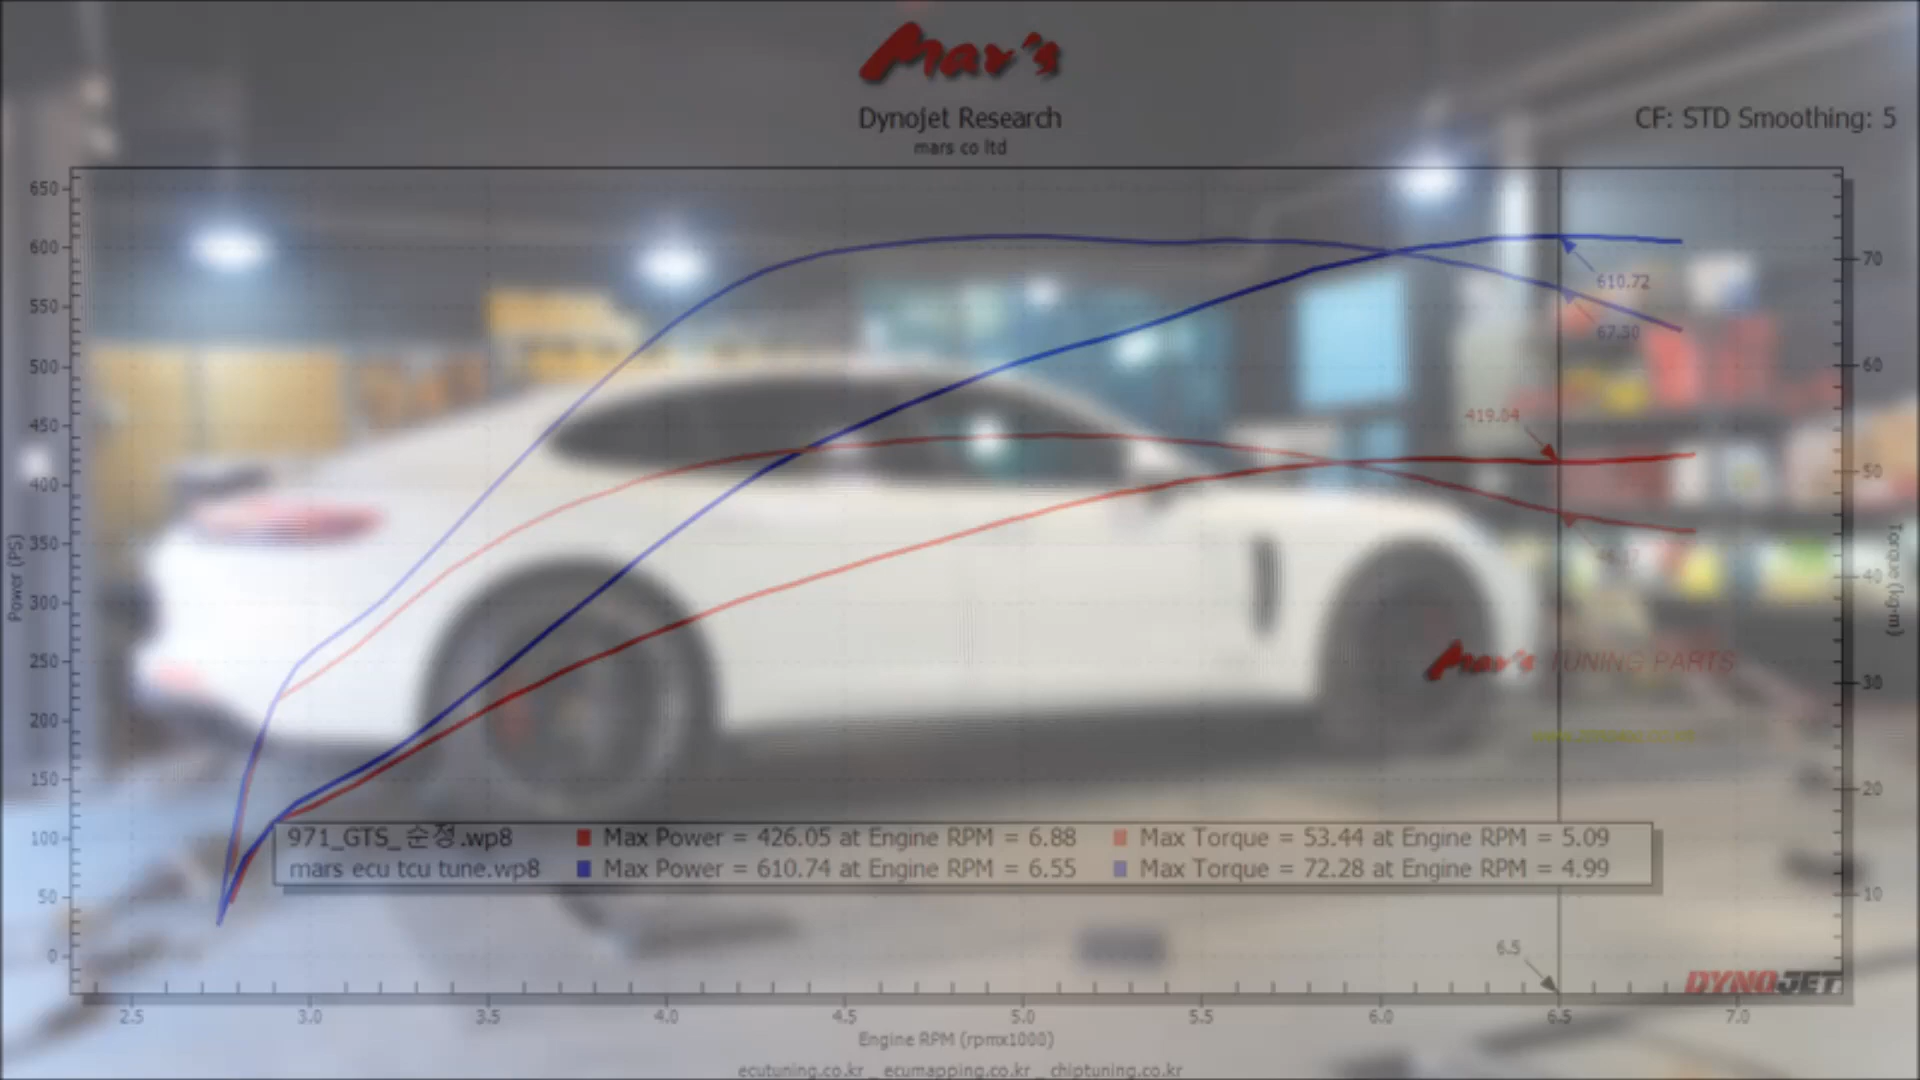 Mar's
Dynojet Research
mars co ltd
CF: STD Smoothing: 5
650
600
550
500
450
400
350
300
250
200
150
100
50
0
Power (PS)
70
60
50
40
30
20
10
Torque (kg-m)
610.72
67.30
419.04
6.5
Mar's TUNING PARTS
971_GTS_순정.wp8 Max Power = 426.05 at Engine RPM = 6.88 Max Torque = 53.44 at Engine RPM = 5.09
mars ecu tcu tune.wp8 Max Power = 610.74 at Engine RPM = 6.55 Max Torque = 72.28 at Engine RPM = 4.99
DYNOJET
2.5 3.0 3.5 4.0 4.5 5.0 5.5 6.0 6.5 7.0
Engine RPM (rpmx1000)
ecutuning.co.kr _ ecumapping.co.kr _ chiptuning.co.kr